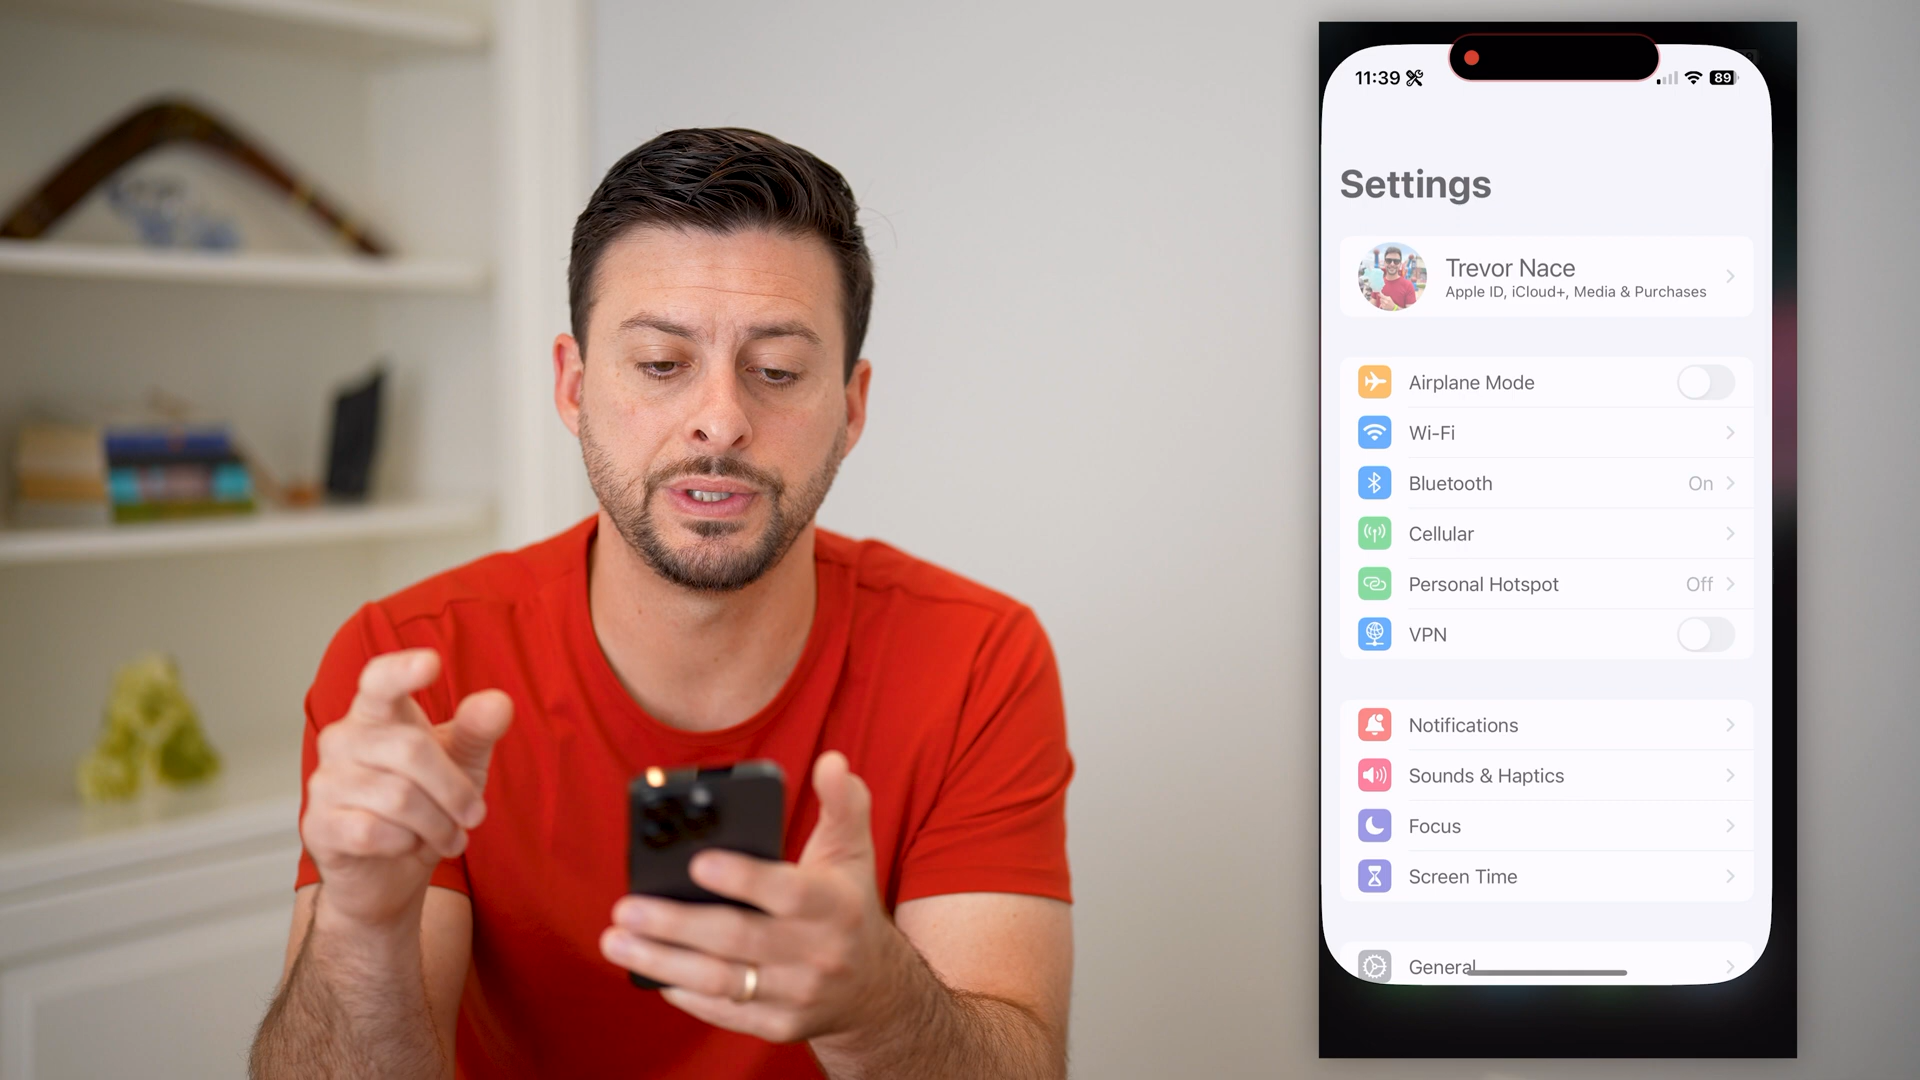 11:39
89
Settings
Trevor Nace
Apple ID, iCloud+, Media & Purchases
Airplane Mode
Wi-Fi
Bluetooth On
Cellular
Personal Hotspot Off
VPN
Notifications
Sounds & Haptics
Focus
Screen Time
General